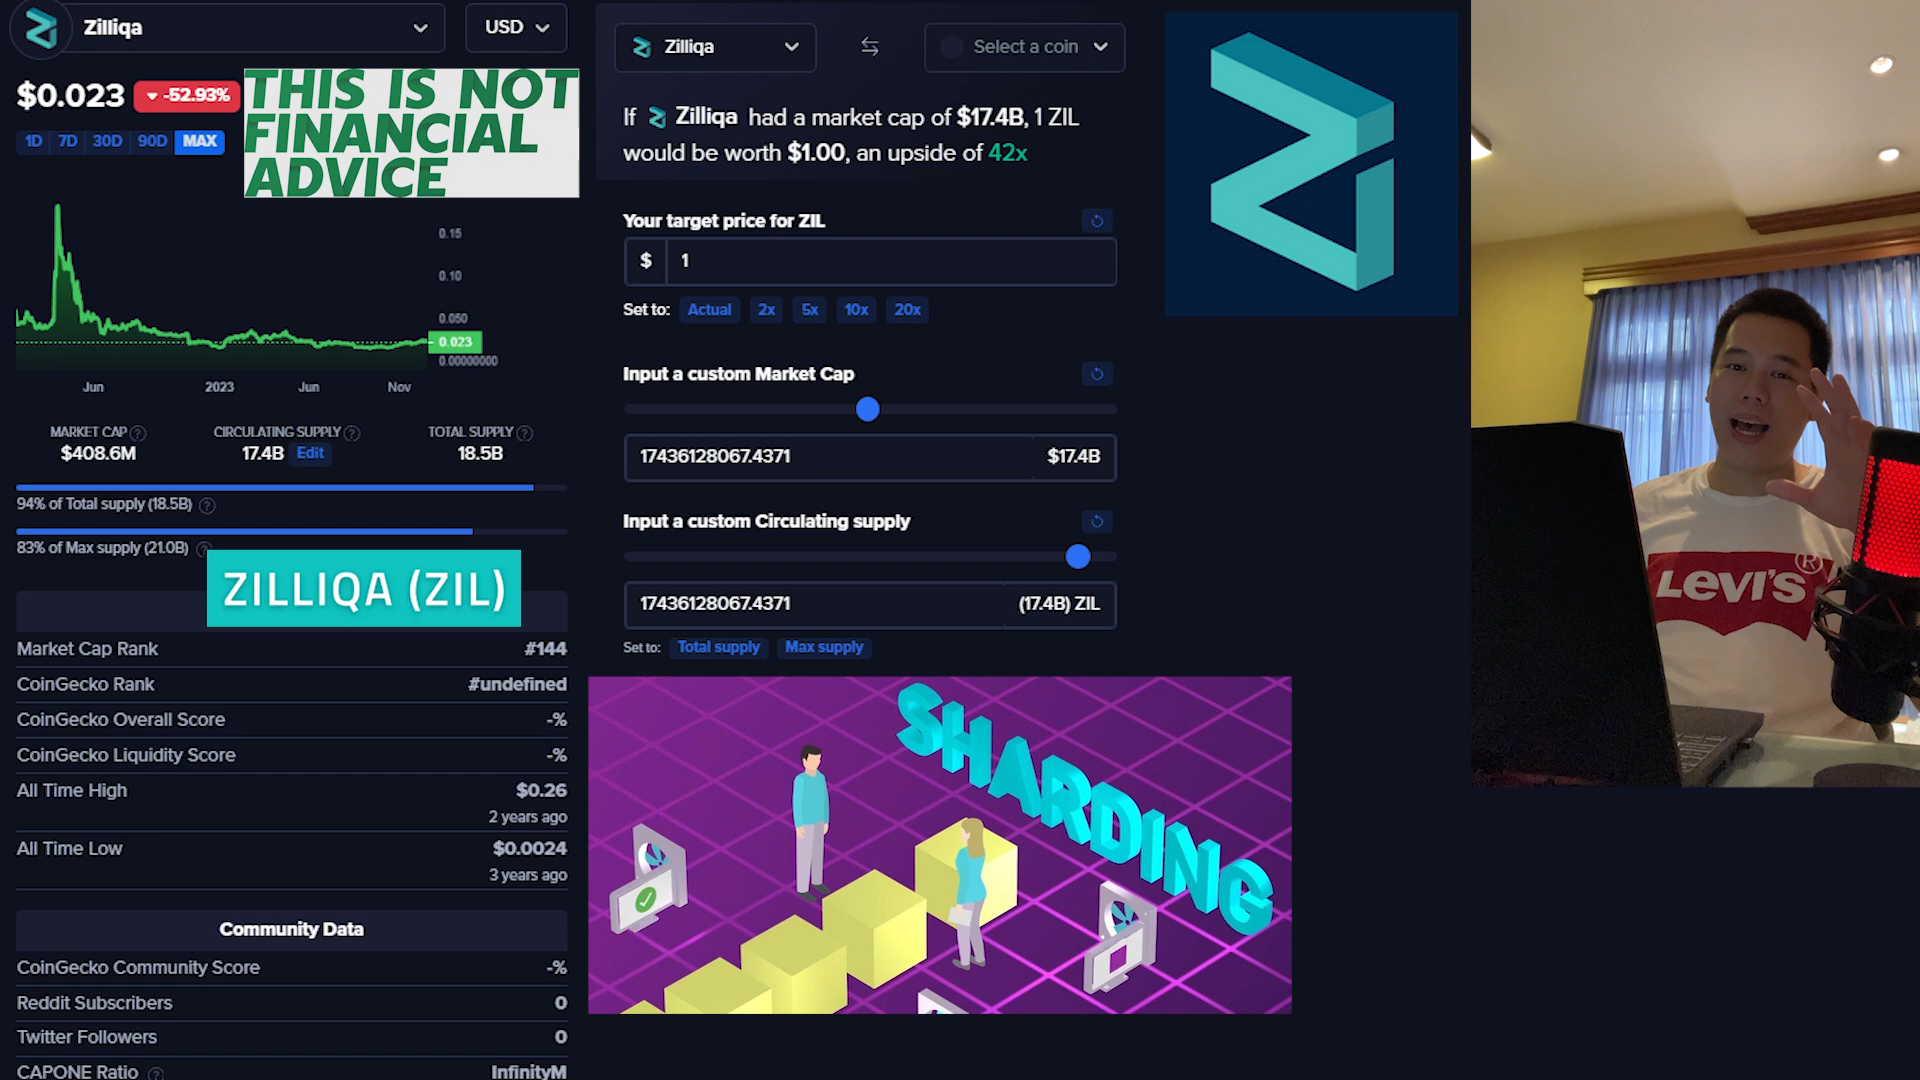 Zilliqa
USD
$0.023
-52.93%
THIS IS NOT
FINANCIAL
ADVICE
1D 7D 30D 90D MAX
0.15
0.10
0.050
0.023
0.00000000
Jun 2023 Jun Nov
MARKET CAP ?
$408.6M
CIRCULATING SUPPLY ?
17.4B Edit
TOTAL SUPPLY ?
18.5B
94% of Total supply (18.5B) ?
83% of Max supply (21.0B) ?
ZILLIQA (ZIL)
Market Cap Rank #144
CoinGecko Rank #undefined
CoinGecko Overall Score -%
CoinGecko Liquidity Score -%
All Time High $0.26
2 years ago
All Time Low $0.0024
3 years ago
Community Data
CoinGecko Community Score -%
Reddit Subscribers 0
Twitter Followers 0
CAPONE Ratio ? InfinityM
Zilliqa
Select a coin
If Zilliqa had a market cap of $17.4B, 1 ZIL
would be worth $1.00, an upside of 42x
Your target price for ZIL
$ 1
Set to: Actual 2x 5x 10x 20x
Input a custom Market Cap
17436128067.4371 $17.4B
Input a custom Circulating supply
17436128067.4371 (17.4B) ZIL
Set to: Total supply Max supply
SHARDING
LEVI'S ®